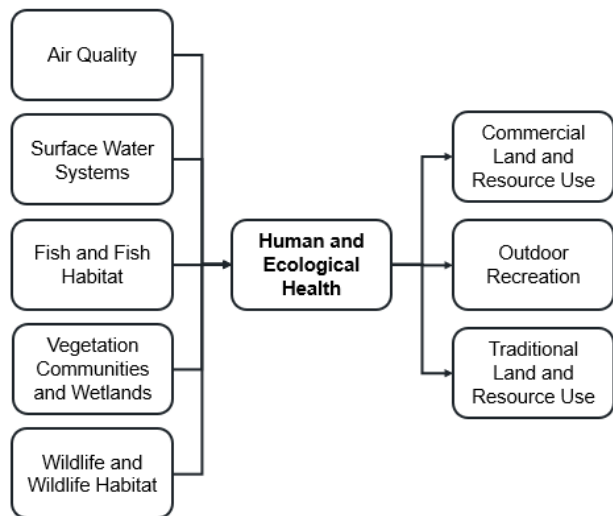 Air Quality
Surface Water
Systems
Fish and Fish
Habitat
Vegetation
Communities
and Wetlands
Wildlife and
Wildlife Habitat
Human and
Ecological
Health
Commercial
Land and
Resource Use
Outdoor
Recreation
Traditional
Land and
Resource Use